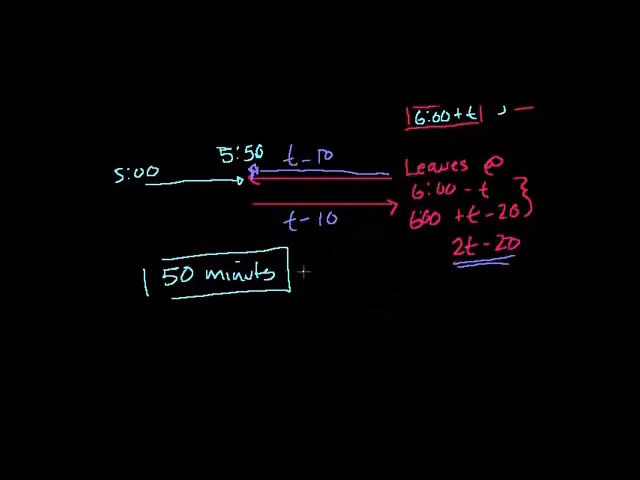 6:00 + t
5:50 t - 10
5:00
Leaves @
6:00 - t
t - 10
6:00 + t - 20
2t - 20
50 minuts